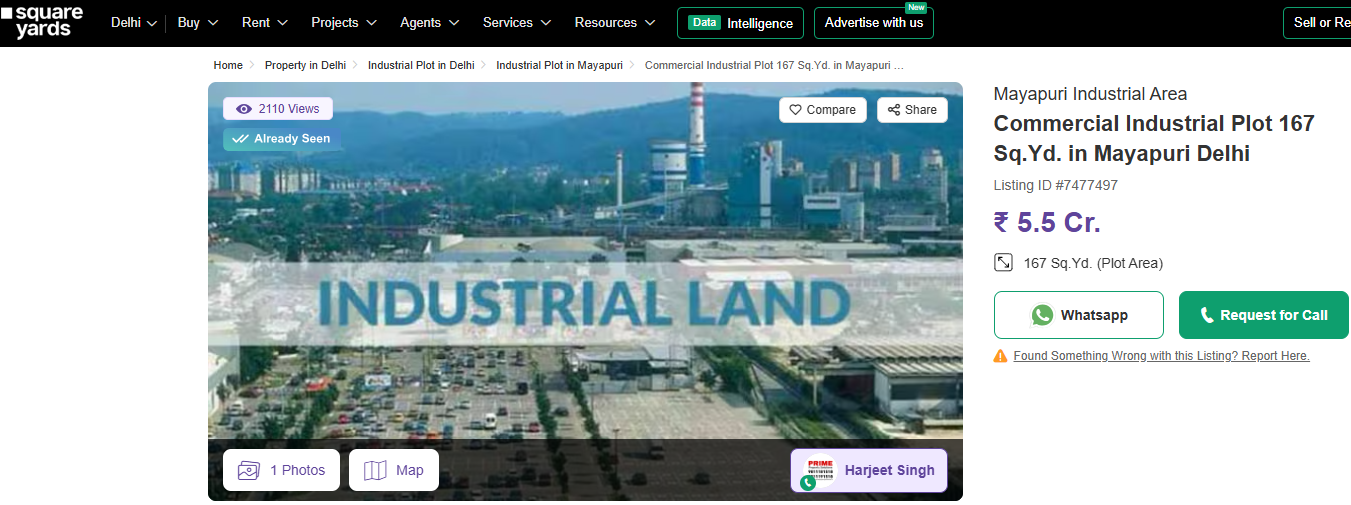 square
yards
Delhi
Buy
Rent
Projects
Agents
Services
Resources
Data Intelligence
New
Advertise with us
Sell or Re
Home
Property in Delhi
Industrial Plot in Delhi
Industrial Plot in Mayapuri
Commercial Industrial Plot 167 Sq.Yd. in Mayapuri ...
2110 Views
Already Seen
Compare
Share
INDUSTRIAL LAND
1 Photos
Map
PRIME
Harjeet Singh
Mayapuri Industrial Area
Commercial Industrial Plot 167
Sq.Yd. in Mayapuri Delhi
Listing ID #7477497
₹ 5.5 Cr.
167 Sq.Yd. (Plot Area)
Whatsapp
Request for Call
Found Something Wrong with this Listing? Report Here.